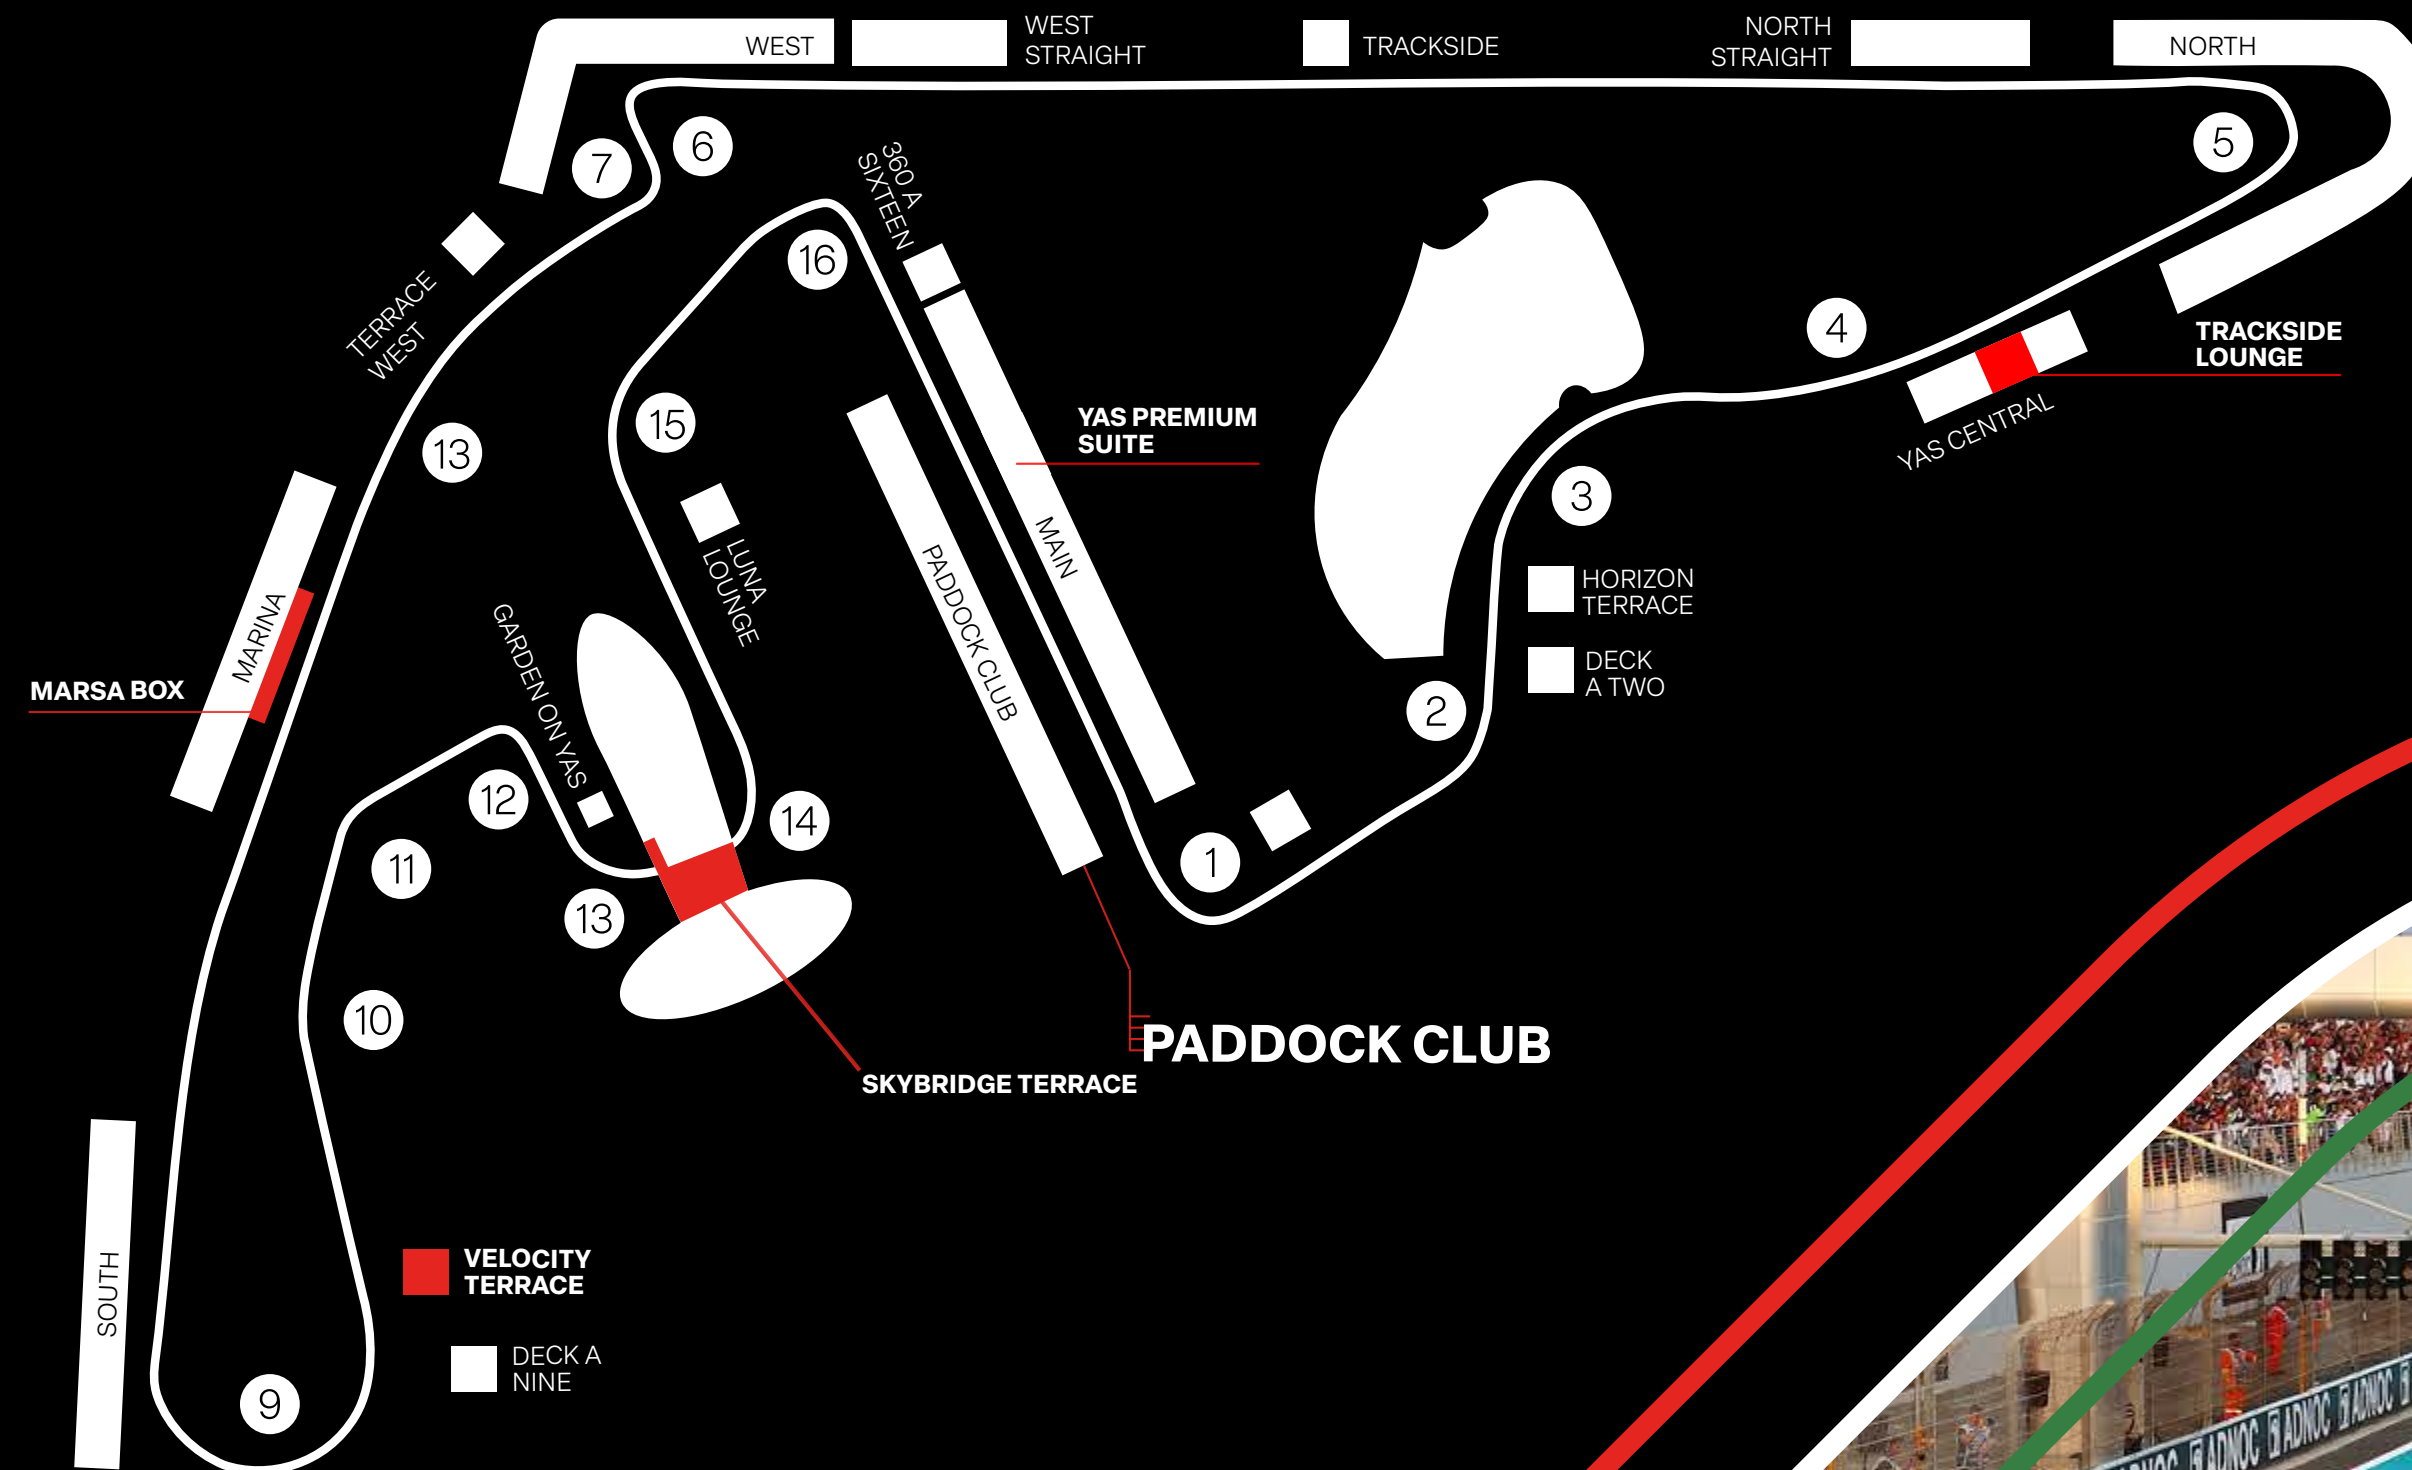 WEST
WEST
STRAIGHT
TRACKSIDE
NORTH
STRAIGHT
NORTH
7
6
5
360 A
SIXTEEN
16
TERRACE
WEST
4
TRACKSIDE
LOUNGE
YAS CENTRAL
15
13
YAS PREMIUM
SUITE
3
MAIN
LUNA
LOUNGE
PADDOCK CLUB
HORIZON
TERRACE
DECK
A TWO
MARINA
GARDEN ON YAS
MARSA BOX
2
12
14
11
1
13
10
PADDOCK CLUB
SKYBRIDGE TERRACE
VELOCITY
TERRACE
SOUTH
DECK A
NINE
9
ADNOC ADNOC ADNOC